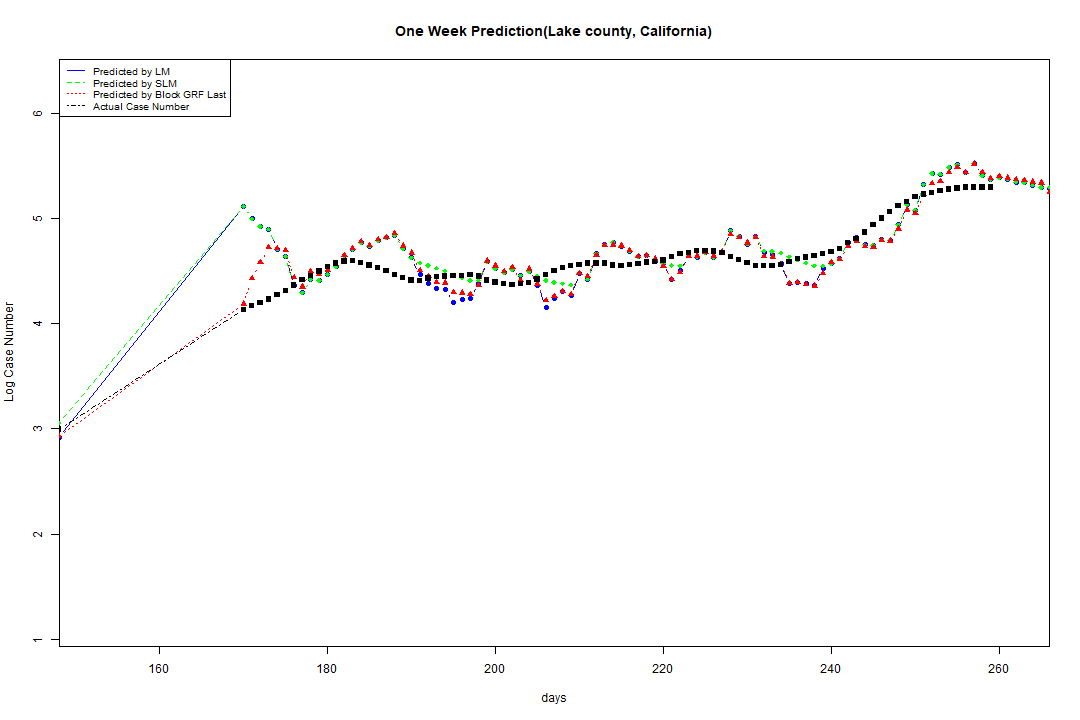 One Week Prediction(Lake county, California)
Predicted by LM
Predicted by SLM
Predicted by Block GRF Last
Actual Case Number
Log Case Number
6
5
4
3
2
1
160 180 200 220 240 260
days